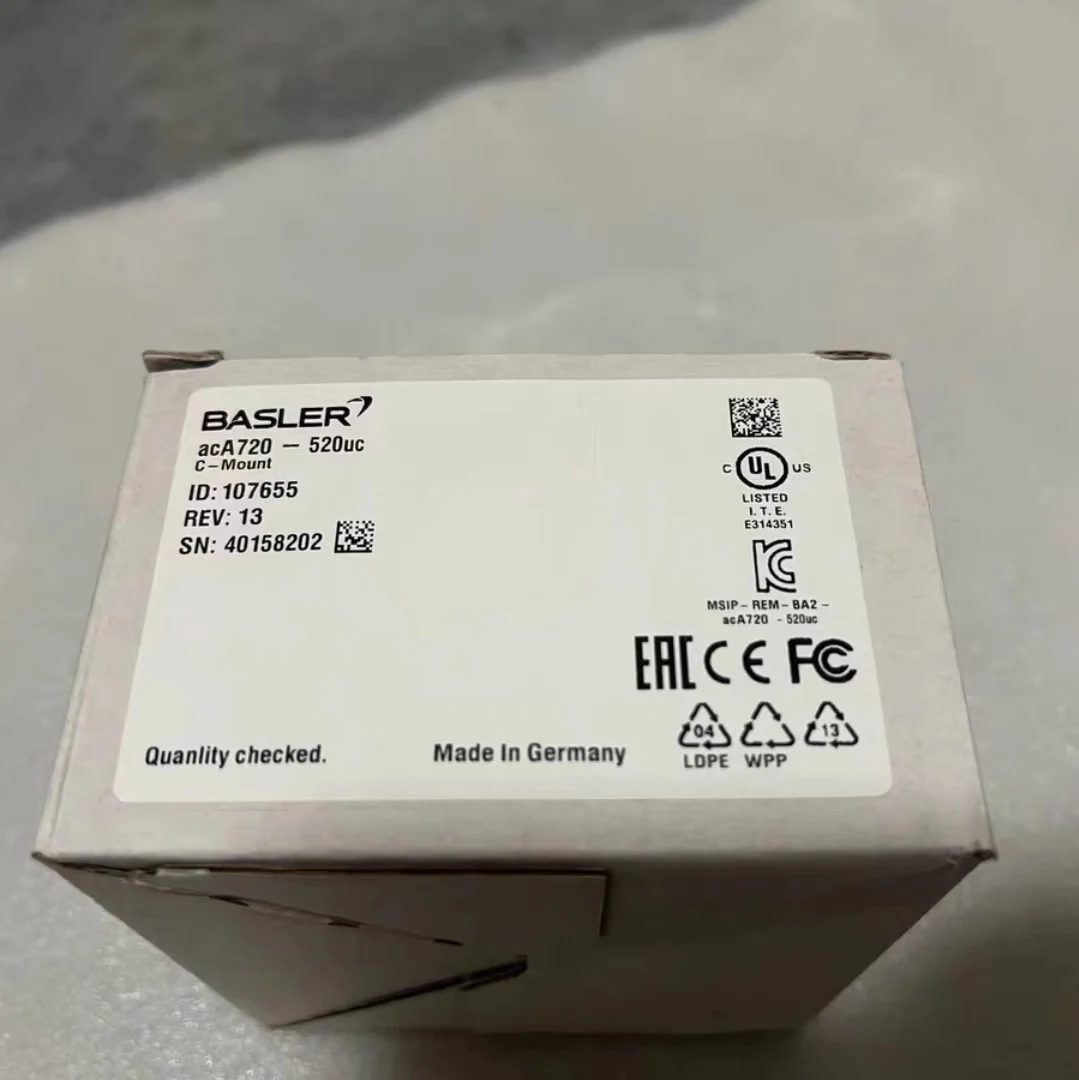 BASLER
acA720 – 520uc
C–Mount
ID: 107655
REV: 13
SN: 40158202
C UL US
LISTED
I. T. E.
E314351
KC
MSIP – REM – BA2 –
acA720 - 520uc
EAC CE FC
04 13
LDPE WPP
Quanlity checked.
Made In Germany